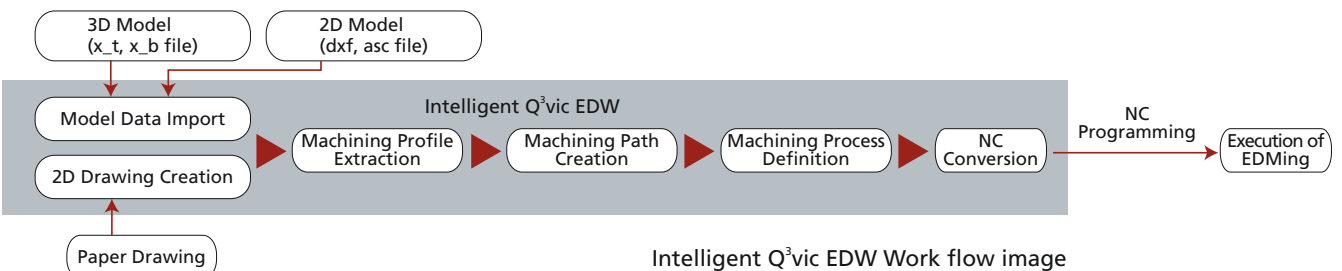 3D Model
(x_t, x_b file)
2D Model
(dxf, asc file)
Intelligent Q³vic EDW
Model Data Import
2D Drawing Creation
Machining Profile
Extraction
Machining Path
Creation
Machining Process
Definition
NC
Conversion
NC
Programming
Execution of
EDMing
Paper Drawing
Intelligent Q³vic EDW Work flow image